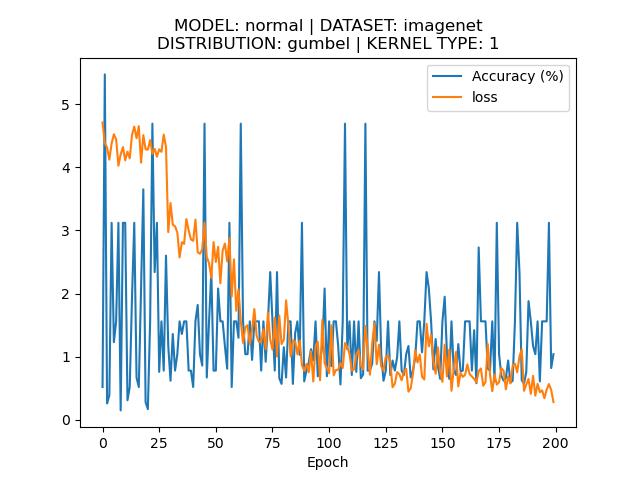 MODEL: normal | DATASET: imagenet
DISTRIBUTION: gumbel | KERNEL TYPE: 1
Accuracy (%)
loss
5
4
3
2
1
0
0 25 50 75 100 125 150 175 200
Epoch